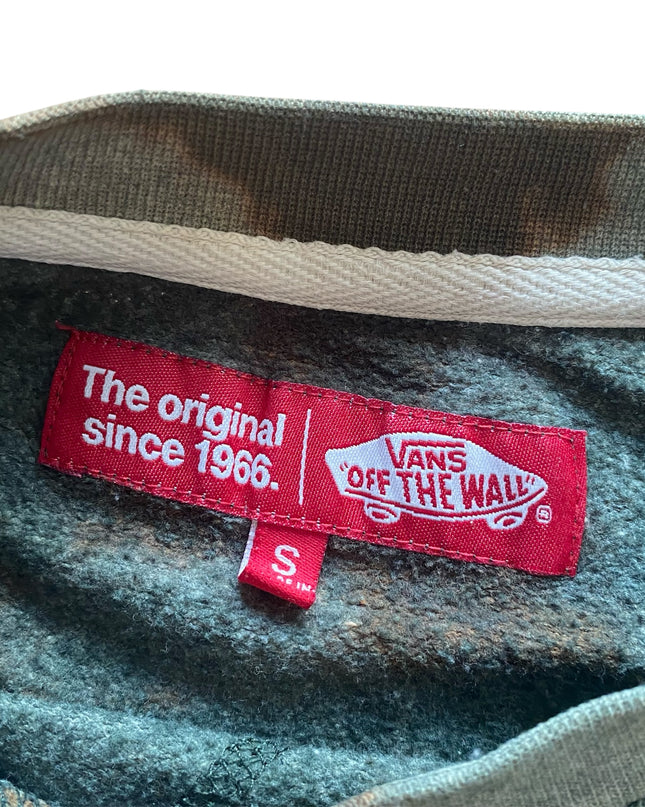 The original
since 1966.
VANS
"OFF THE WALL"
®
S